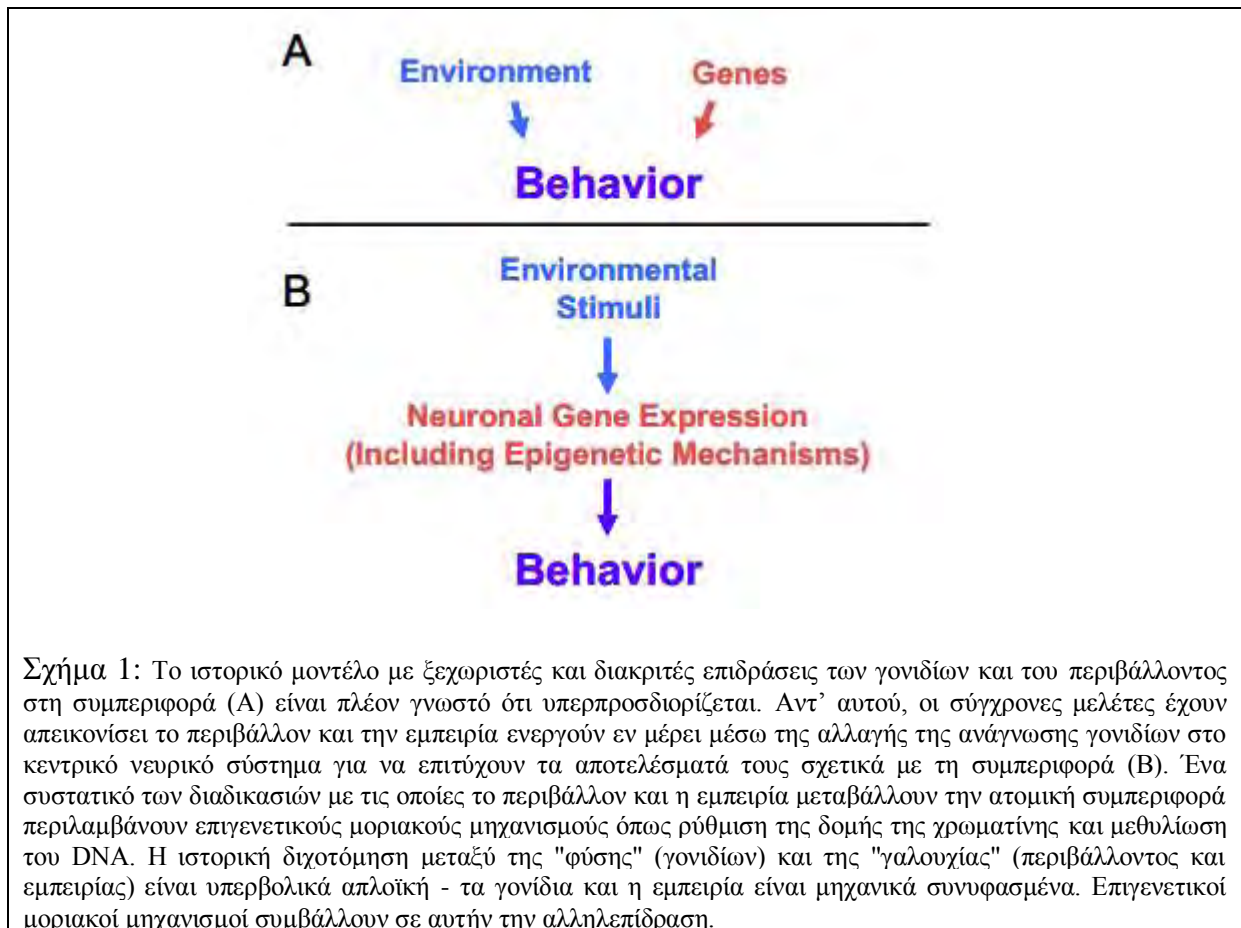 A
Environment Genes
Behavior
B
Environmental
Stimuli
Neuronal Gene Expression
(Including Epigenetic Mechanisms)
Behavior
Σχήμα 1: Το ιστορικό μοντέλο με ξεχωριστές και διακριτές επιδράσεις των γονιδίων και του περιβάλλοντος
στη συμπεριφορά (Α) είναι πλέον γνωστό ότι υπερπροσδιορίζεται. Αντ’ αυτού, οι σύγχρονες μελέτες έχουν
απεικονίσει το περιβάλλον και την εμπειρία ενεργούν εν μέρει μέσω της αλλαγής της ανάγνωσης γονιδίων στο
κεντρικό νευρικό σύστημα για να επιτύχουν τα αποτελέσματά τους σχετικά με τη συμπεριφορά (Β). Ένα
συστατικό των διαδικασιών με τις οποίες το περιβάλλον και η εμπειρία μεταβάλλουν την ατομική συμπεριφορά
περιλαμβάνουν επιγενετικούς μοριακούς μηχανισμούς όπως ρύθμιση της δομής της χρωματίνης και μεθυλίωση
του DNA. Η ιστορική διχοτόμηση μεταξύ της "φύσης" (γονιδίων) και της "γαλουχίας" (περιβάλλοντος και
εμπειρίας) είναι υπερβολικά απλοϊκή - τα γονίδια και η εμπειρία είναι μηχανικά συνυφασμένα. Επιγενετικοί
μοριακοί μηχανισμοί συμβάλλουν σε αυτήν την αλληλεπίδραση.